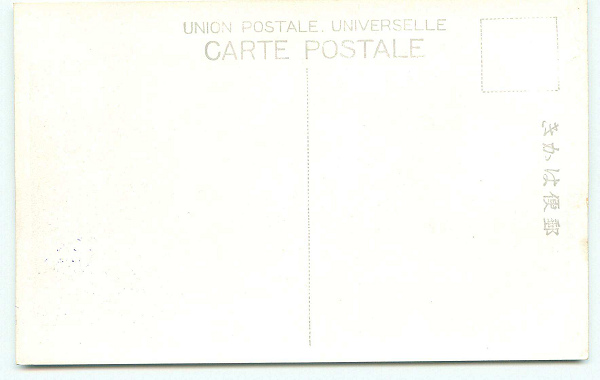 UNION POSTALE. UNIVERSELLE
CARTE POSTALE
きかは便郵